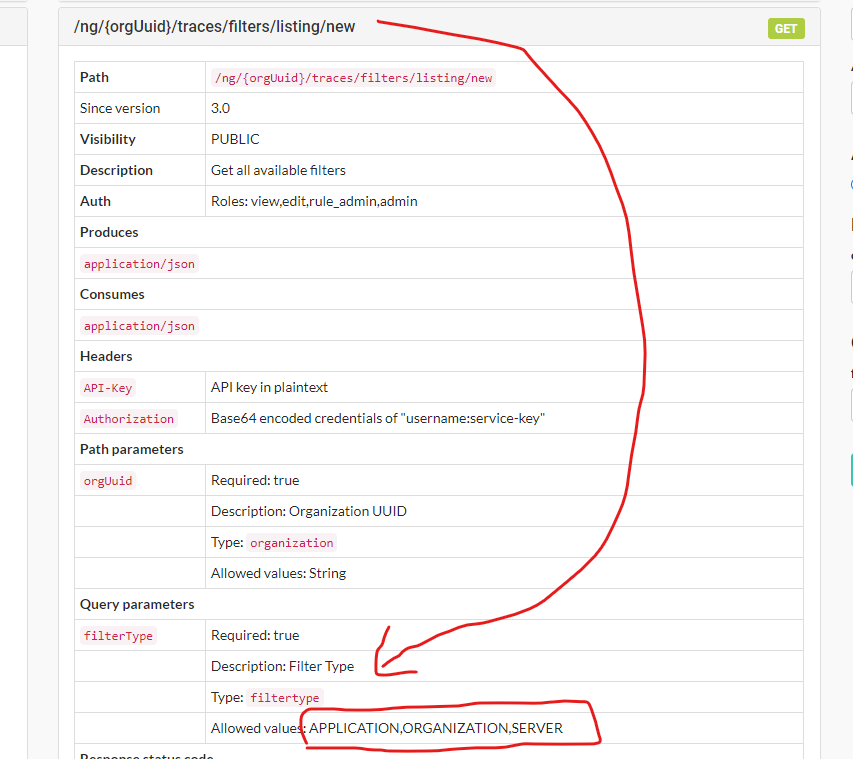 /ng/{orgUuid}/traces/filters/listing/new GET
Path /ng/{orgUuid}/traces/filters/listing/new
Since version 3.0
Visibility PUBLIC
Description Get all available filters
Auth Roles: view,edit,rule_admin,admin
Produces
application/json
Consumes
application/json
Headers
API-Key API key in plaintext
Authorization Base64 encoded credentials of "username:service-key"
Path parameters
orgUuid Required: true
Description: Organization UUID
Type: organization
Allowed values: String
Query parameters
filterType Required: true
Description: Filter Type
Type: filtertype
Allowed values: APPLICATION,ORGANIZATION,SERVER
Response status code